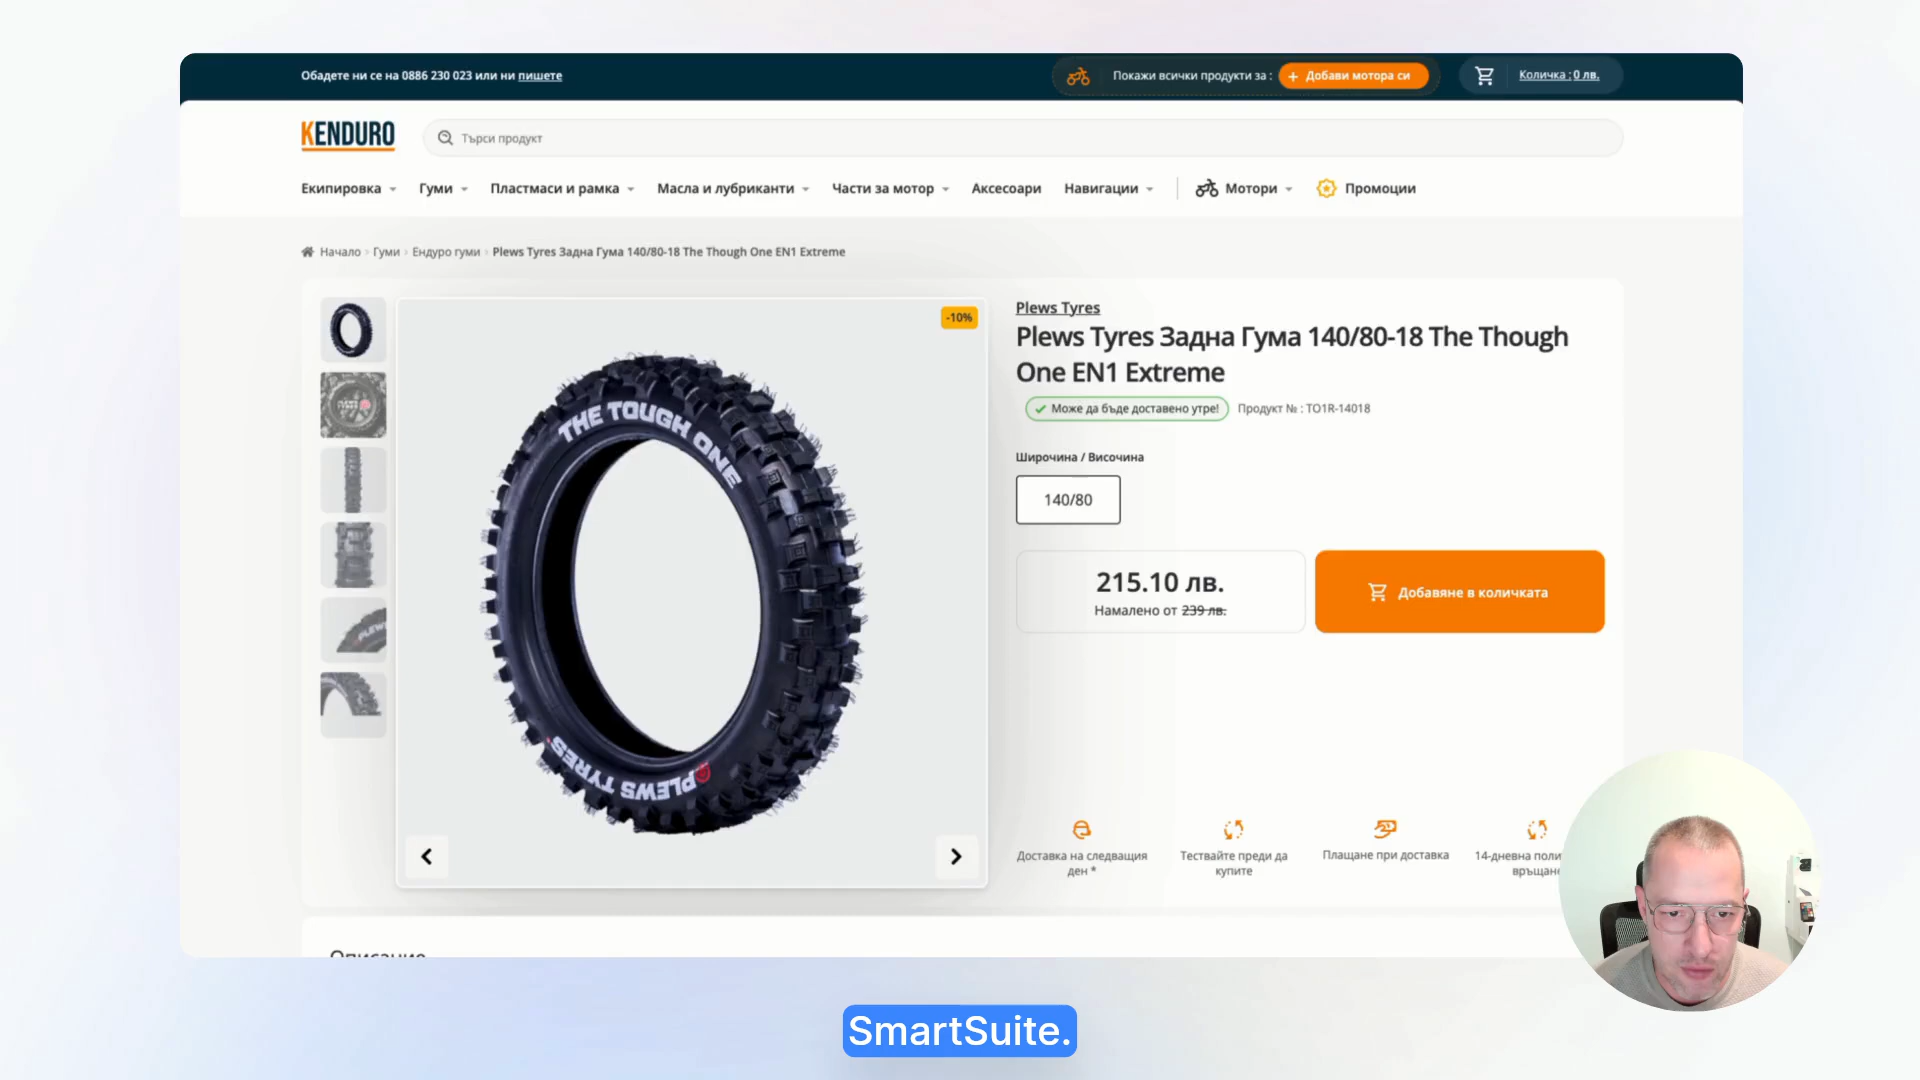 Обадете ни се на 0886 230 023 или ни пишете
Покажи всички продукти за :
+ Добави мотора си
Количка : 0 лв.
KENDURO
Търси продукт
Екипировка
Гуми
Пластмаси и рамка
Масла и лубриканти
Части за мотор
Аксесоари
Навигации
Мотори
Промоции
Начало › Гуми › Ендуро гуми › Plews Tyres Задна Гума 140/80-18 The Though One EN1 Extreme
-10%
THE TOUGH ONE
PLEWS TYRES
Plews Tyres
Plews Tyres Задна Гума 140/80-18 The Though
One EN1 Extreme
Може да бъде доставено утре!
Продукт № : TO1R-14018
Широчина / Височина
140/80
215.10 лв.
Намалено от 239 лв.
Добавяне в количката
Доставка на следващия
ден *
Тествайте преди да
купите
Плащане при доставка
14-дневна поли
връщане
Описание
SmartSuite.